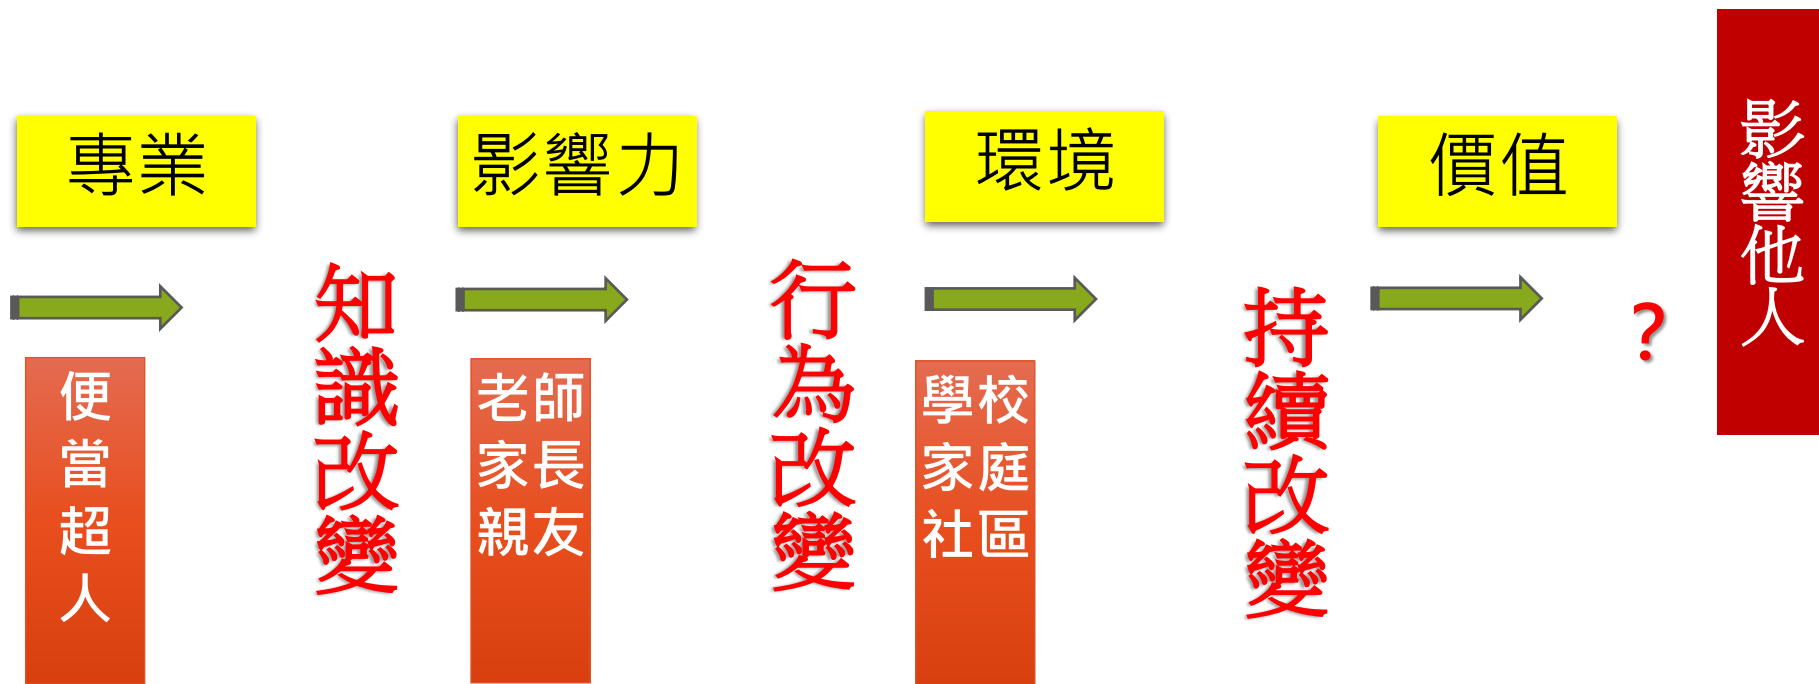 專業
影響力
環境
價值
影響他人
知識改變
行為改變
持續改變
？
便當超人
老師
家長
親友
學校
家庭
社區